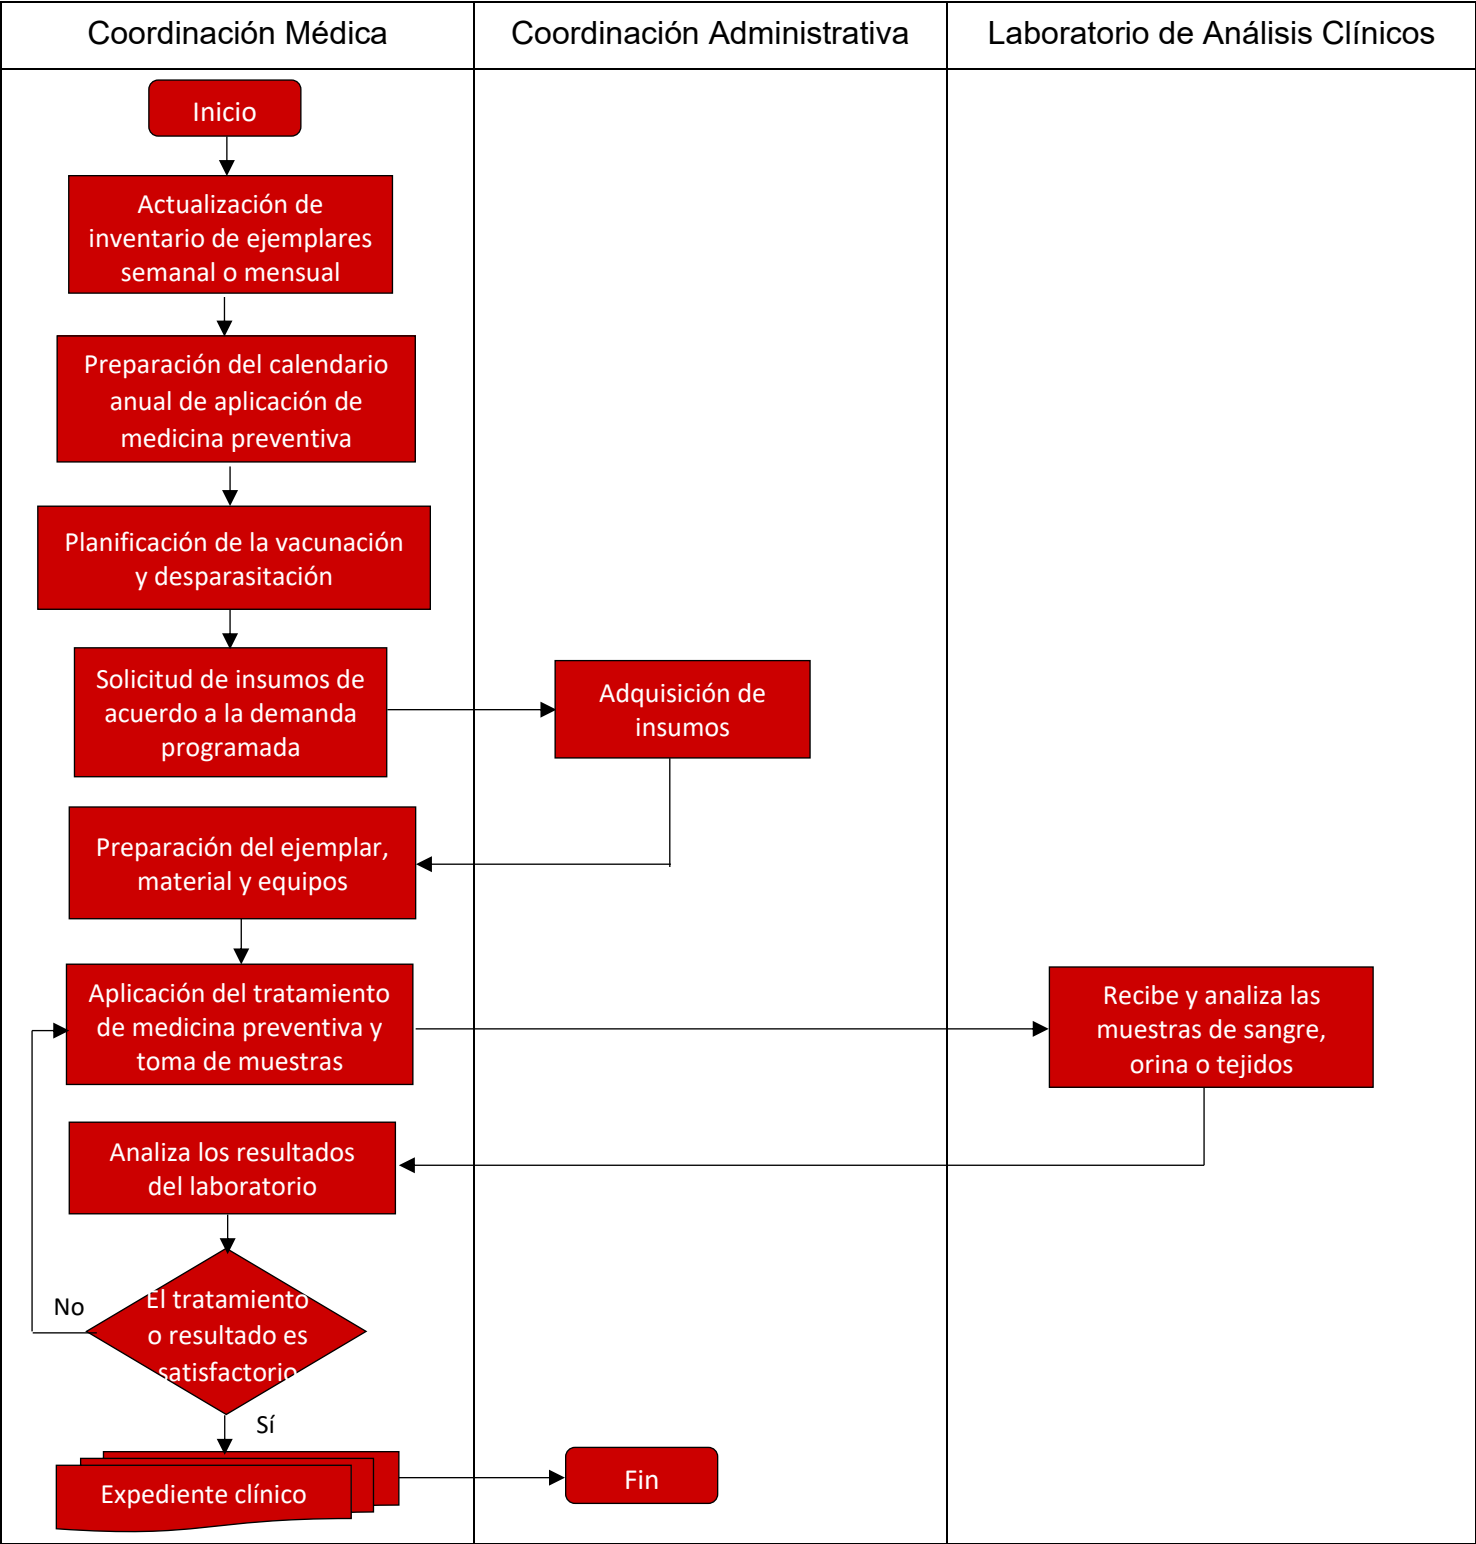 Coordinación Médica
Coordinación Administrativa
Laboratorio de Análisis Clínicos
Inicio
Actualización de
inventario de ejemplares
semanal o mensual
Preparación del calendario
anual de aplicación de
medicina preventiva
Planificación de la vacunación
y desparasitación
Solicitud de insumos de
acuerdo a la demanda
programada
Adquisición de
insumos
Preparación del ejemplar,
material y equipos
Aplicación del tratamiento
de medicina preventiva y
toma de muestras
Recibe y analiza las
muestras de sangre,
orina o tejidos
Analiza los resultados
del laboratorio
El tratamiento
o resultado es
satisfactorio
No
Sí
Expediente clínico
Fin